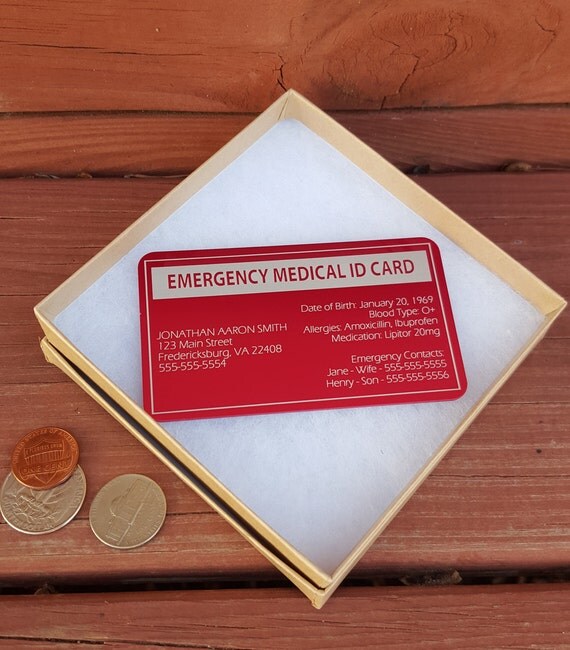 EMERGENCY MEDICAL ID CARD
JONATHAN AARON SMITH
123 Main Street
Fredericksburg, VA 22408
555-555-5554
Date of Birth: January 20, 1969
Blood Type: O+
Allergies: Amoxicillin, Ibuprofen
Medication: Lipitor 20mg
Emergency Contacts:
Jane - Wife - 555-555-5555
Henry - Son - 555-555-5556